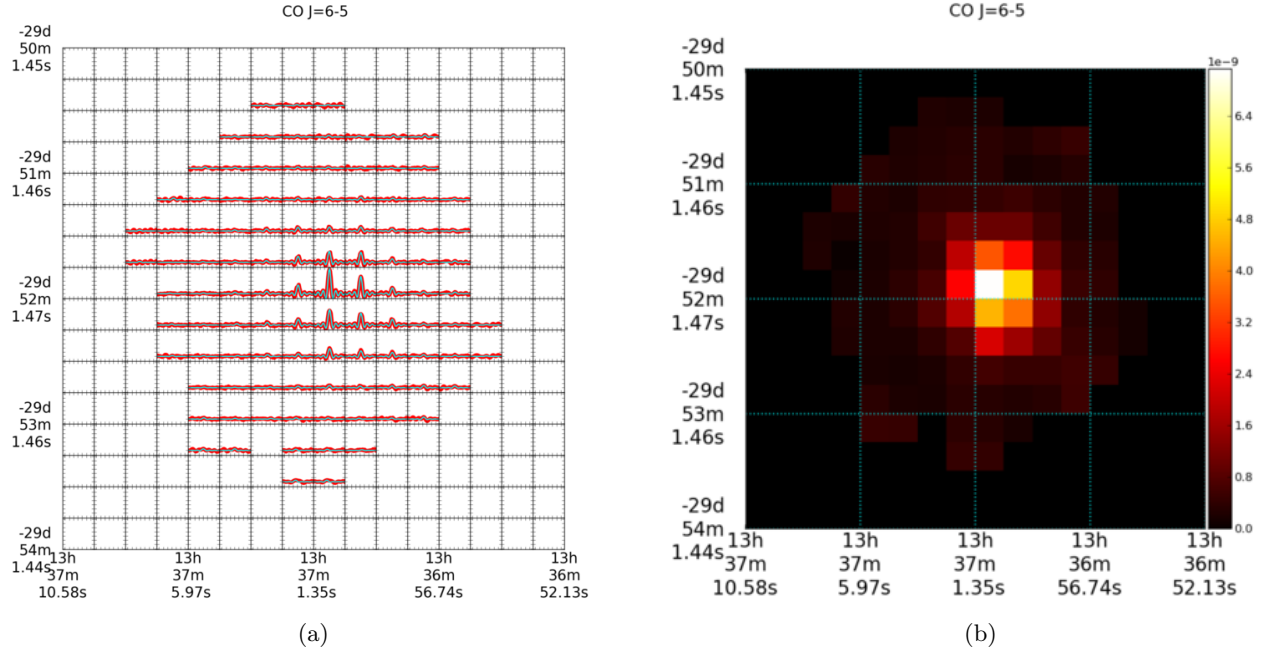 CO J=6-5
-29d
50m
1.45s
-29d
51m
1.46s
-29d
52m
1.47s
-29d
53m
1.46s
-29d
54m
1.44s
13h
37m
10.58s
13h
37m
5.97s
13h
37m
1.35s
13h
36m
56.74s
13h
36m
52.13s
(a)
CO J=6-5
-29d
50m
1.45s
-29d
51m
1.46s
-29d
52m
1.47s
-29d
53m
1.46s
-29d
54m
1.44s
13h
37m
10.58s
13h
37m
5.97s
13h
37m
1.35s
13h
36m
56.74s
13h
36m
52.13s
1e-9
6.4
5.6
4.8
4.0
3.2
2.4
1.6
0.8
0.0
(b)